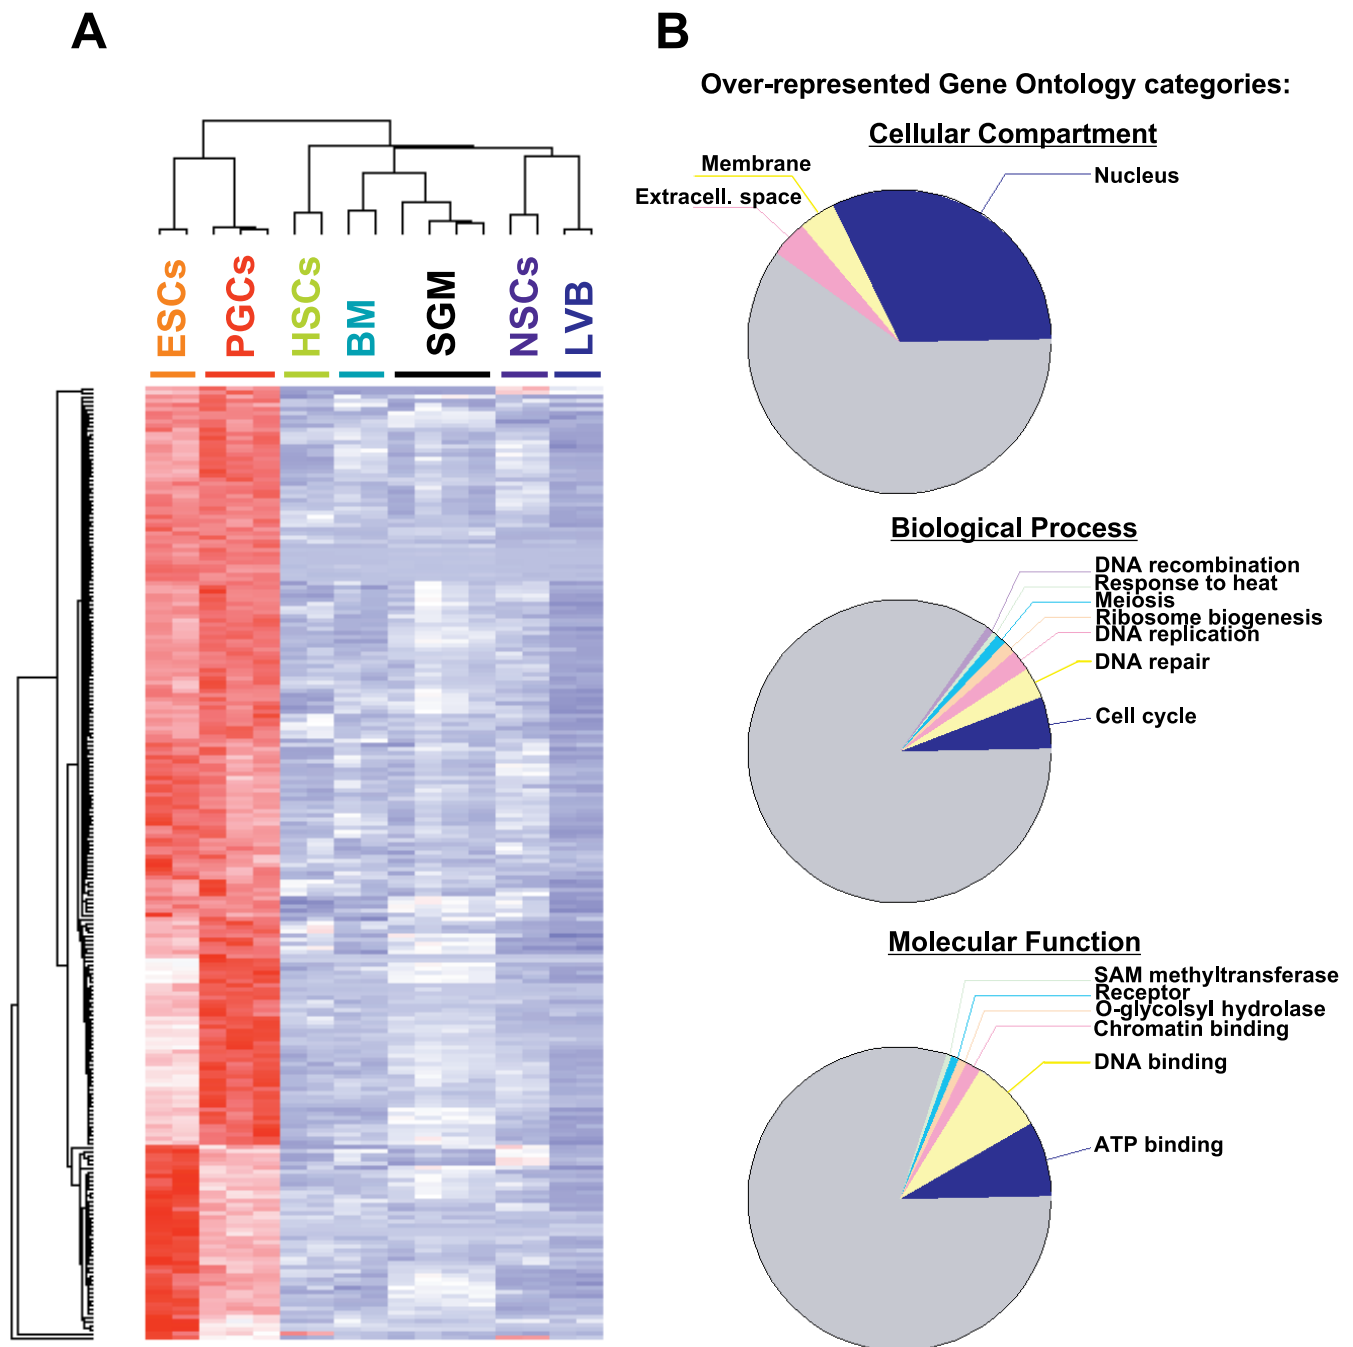 A
ESCs
PGCs
HSCs
BM
SGM
NSCs
LVB
B
Over-represented Gene Ontology categories:
Cellular Compartment
Membrane
Extracell. space
Nucleus
Biological Process
DNA recombination
Response to heat
Meiosis
Ribosome biogenesis
DNA replication
DNA repair
Cell cycle
Molecular Function
SAM methyltransferase
Receptor
O-glycolsyl hydrolase
Chromatin binding
DNA binding
ATP binding